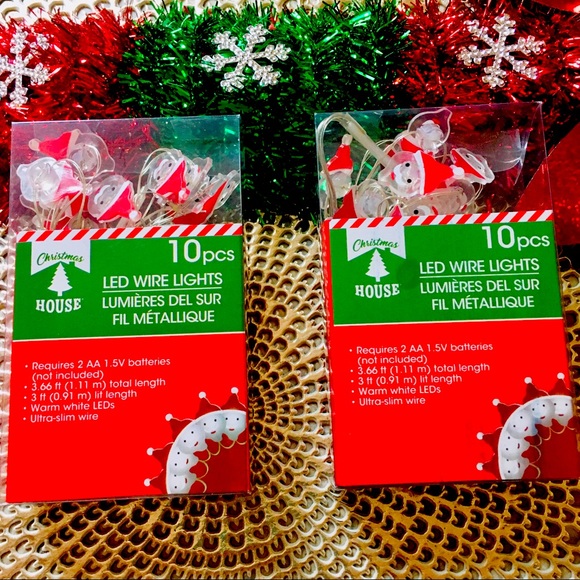 Christmas
HOUSE
10pcs
LED WIRE LIGHTS
LUMIÈRES DEL SUR
FIL MÉTALLIQUE
• Requires 2 AA 1.5V batteries
(not included)
• 3.66 ft (1.11 m) total length
• 3 ft (0.91 m) lit length
• Warm white LEDs
• Ultra-slim wire
Christmas
HOUSE
10pcs
LED WIRE LIGHTS
LUMIÈRES DEL SUR
FIL MÉTALLIQUE
• Requires 2 AA 1.5V batteries
(not included)
• 3.66 ft (1.11 m) total length
• 3 ft (0.91 m) lit length
• Warm white LEDs
• Ultra-slim wire